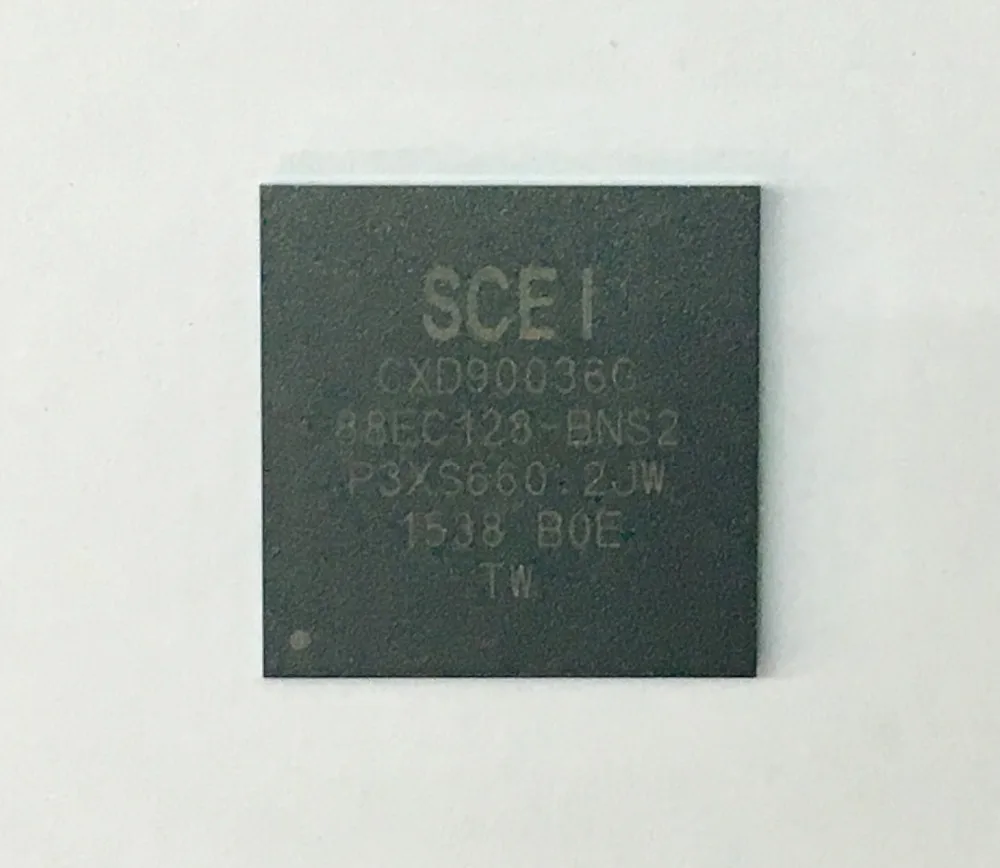 SCEI
CXD90036G
88EC128-BNS2
P3XS660.2JW
1538 B0E
TW